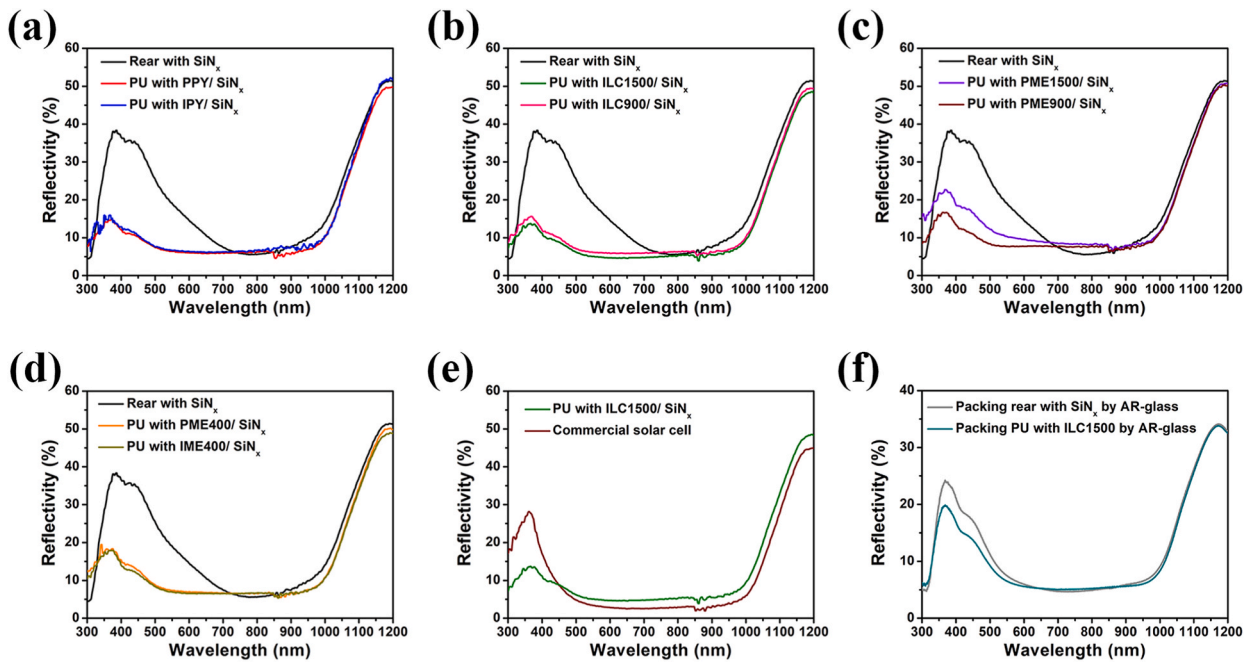 (a)
Rear with SiNx
PU with PPY/ SiNx
PU with IPY/ SiNx
Reflectivity (%)
60
50
40
30
20
10
0
300 400 500 600 700 800 900 1000 1100 1200
Wavelength (nm)
(b)
Rear with SiNx
PU with ILC1500/ SiNx
PU with ILC900/ SiNx
Reflectivity (%)
60
50
40
30
20
10
0
300 400 500 600 700 800 900 1000 1100 1200
Wavelength (nm)
(c)
Rear with SiNx
PU with PME1500/ SiNx
PU with PME900/ SiNx
Reflectivity (%)
60
50
40
30
20
10
0
300 400 500 600 700 800 900 1000 1100 1200
Wavelength (nm)
(d)
Rear with SiNx
PU with PME400/ SiNx
PU with IME400/ SiNx
Reflectivity (%)
60
50
40
30
20
10
0
300 400 500 600 700 800 900 1000 1100 1200
Wavelength (nm)
(e)
PU with ILC1500/ SiNx
Commercial solar cell
Reflectivity (%)
60
50
40
30
20
10
0
300 400 500 600 700 800 900 1000 1100 1200
Wavelength (nm)
(f)
Packing rear with SiNx by AR-glass
Packing PU with ILC1500 by AR-glass
Reflectivity (%)
40
30
20
10
0
300 400 500 600 700 800 900 1000 1100 1200
Wavelength (nm)